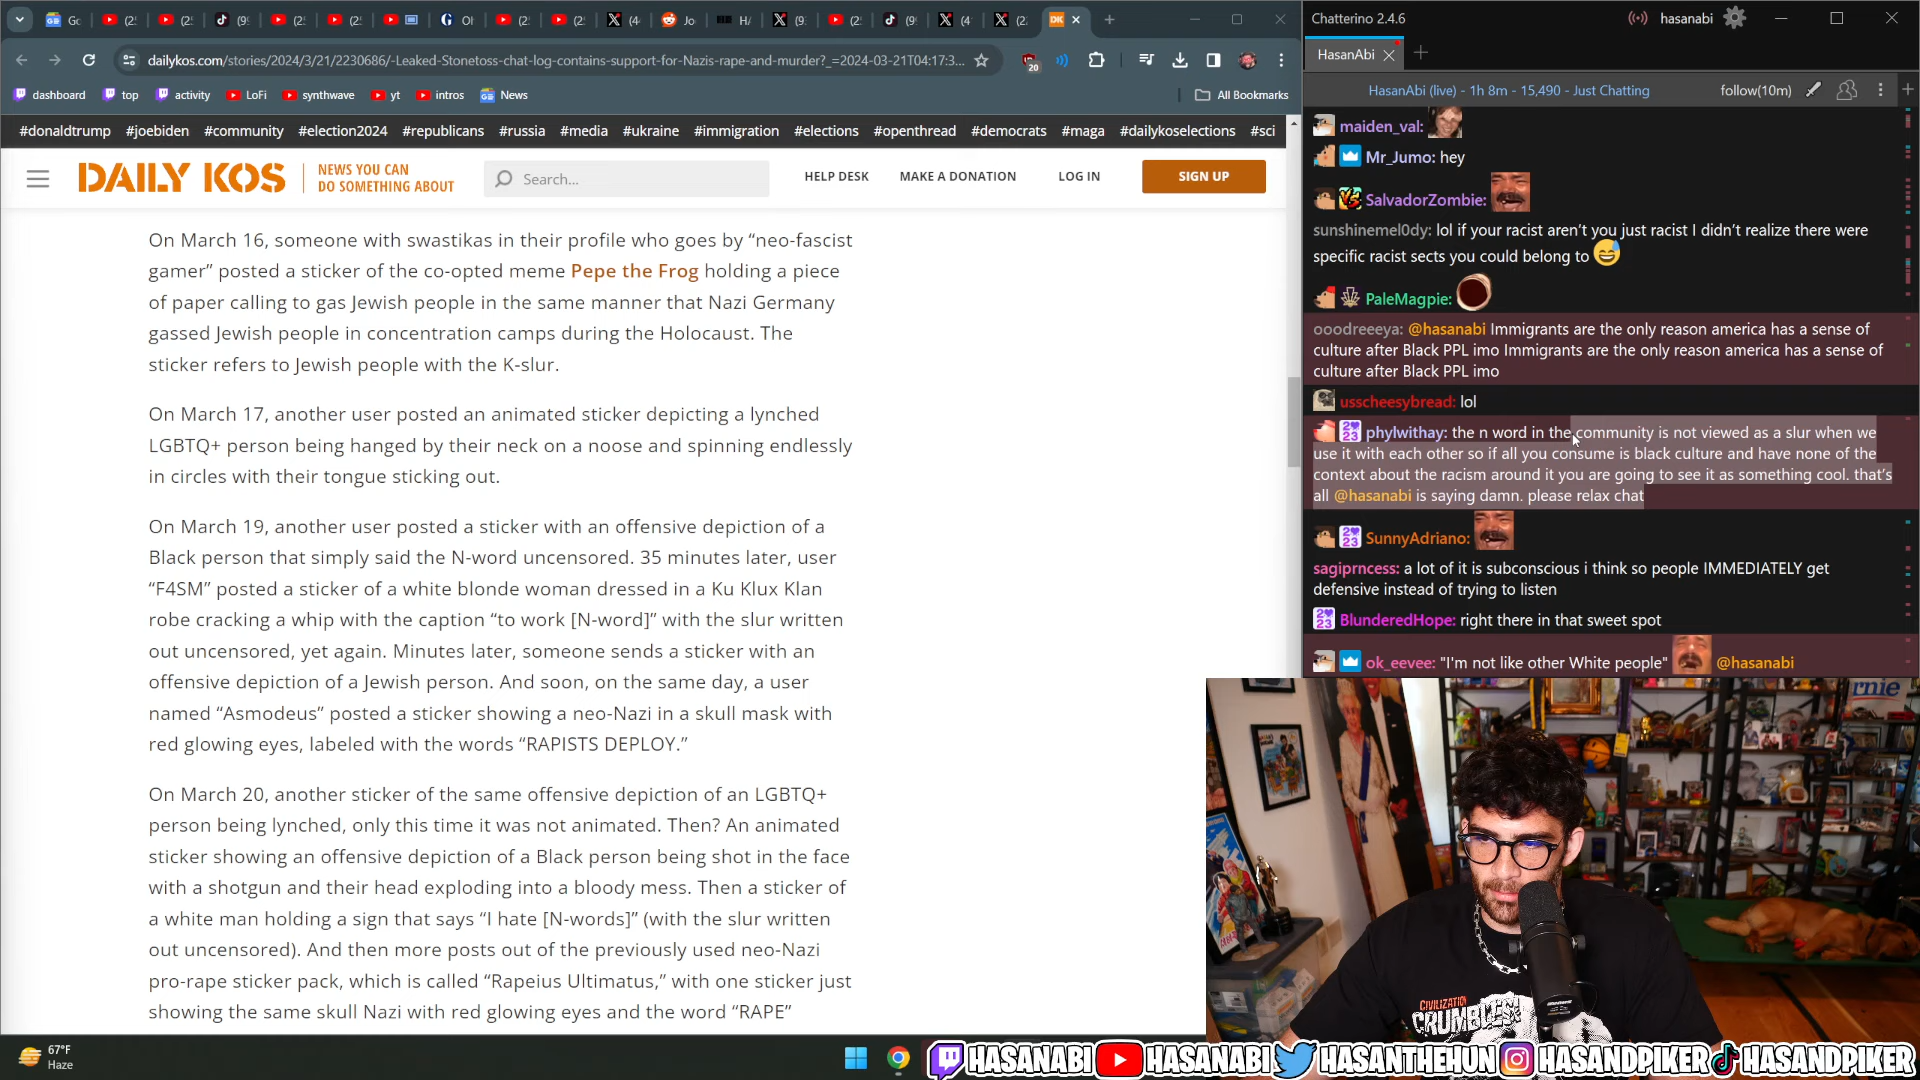 Chatterino 2.4.6
hasanabi
dailykos.com/stories/2024/3/21/2230686/-Leaked-Stonetoss-chat-log-contains-support-for-Nazis-rape-and-murder?_=2024-03-21T04:17:3...
20
HasanAbi
dashboard
top
activity
LoFi
synthwave
yt
intros
News
All Bookmarks
HasanAbi (live) - 1h 8m - 15,490 - Just Chatting
follow(10m)
#donaldtrump #joebiden #community #election2024 #republicans #russia #media #ukraine #immigration #elections #openthread #democrats #maga #dailykoselections #sci
DAILY KOS
NEWS YOU CAN
DO SOMETHING ABOUT
Search...
HELP DESK
MAKE A DONATION
LOG IN
SIGN UP
On March 16, someone with swastikas in their profile who goes by “neo-fascist
gamer” posted a sticker of the co-opted meme Pepe the Frog holding a piece
of paper calling to gas Jewish people in the same manner that Nazi Germany
gassed Jewish people in concentration camps during the Holocaust. The
sticker refers to Jewish people with the K-slur.
On March 17, another user posted an animated sticker depicting a lynched
LGBTQ+ person being hanged by their neck on a noose and spinning endlessly
in circles with their tongue sticking out.
On March 19, another user posted a sticker with an offensive depiction of a
Black person that simply said the N-word uncensored. 35 minutes later, user
“F4SM” posted a sticker of a white blonde woman dressed in a Ku Klux Klan
robe cracking a whip with the caption “to work [N-word]” with the slur written
out uncensored, yet again. Minutes later, someone sends a sticker with an
offensive depiction of a Jewish person. And soon, on the same day, a user
named “Asmodeus” posted a sticker showing a neo-Nazi in a skull mask with
red glowing eyes, labeled with the words “RAPISTS DEPLOY.”
On March 20, another sticker of the same offensive depiction of an LGBTQ+
person being lynched, only this time it was not animated. Then? An animated
sticker showing an offensive depiction of a Black person being shot in the face
with a shotgun and their head exploding into a bloody mess. Then a sticker of
a white man holding a sign that says “I hate [N-words]” (with the slur written
out uncensored). And then more posts out of the previously used neo-Nazi
pro-rape sticker pack, which is called “Rapeius Ultimatus,” with one sticker just
showing the same skull Nazi with red glowing eyes and the word “RAPE”
maiden_val:
Mr_Jumo: hey
SalvadorZombie:
sunshinemel0dy: lol if your racist aren’t you just racist I didn’t realize there were
specific racist sects you could belong to
PaleMagpie:
ooodreeeya: @hasanabi Immigrants are the only reason america has a sense of
culture after Black PPL imo Immigrants are the only reason america has a sense of
culture after Black PPL imo
usscheesybread: lol
phylwithay: the n word in the community is not viewed as a slur when we
use it with each other so if all you consume is black culture and have none of the
context about the racism around it you are going to see it as something cool. that’s
all @hasanabi is saying damn. please relax chat
SunnyAdriano:
sagiprncess: a lot of it is subconscious i think so people IMMEDIATELY get
defensive instead of trying to listen
BlunderedHope: right there in that sweet spot
ok_eevee: "I'm not like other White people" @hasanabi
rnie
CIVILIZATION
CRUMBLES
67°F
Haze
HASANABI HASANABI HASANTHEHUN HASANDPIKER HASANDPIKER